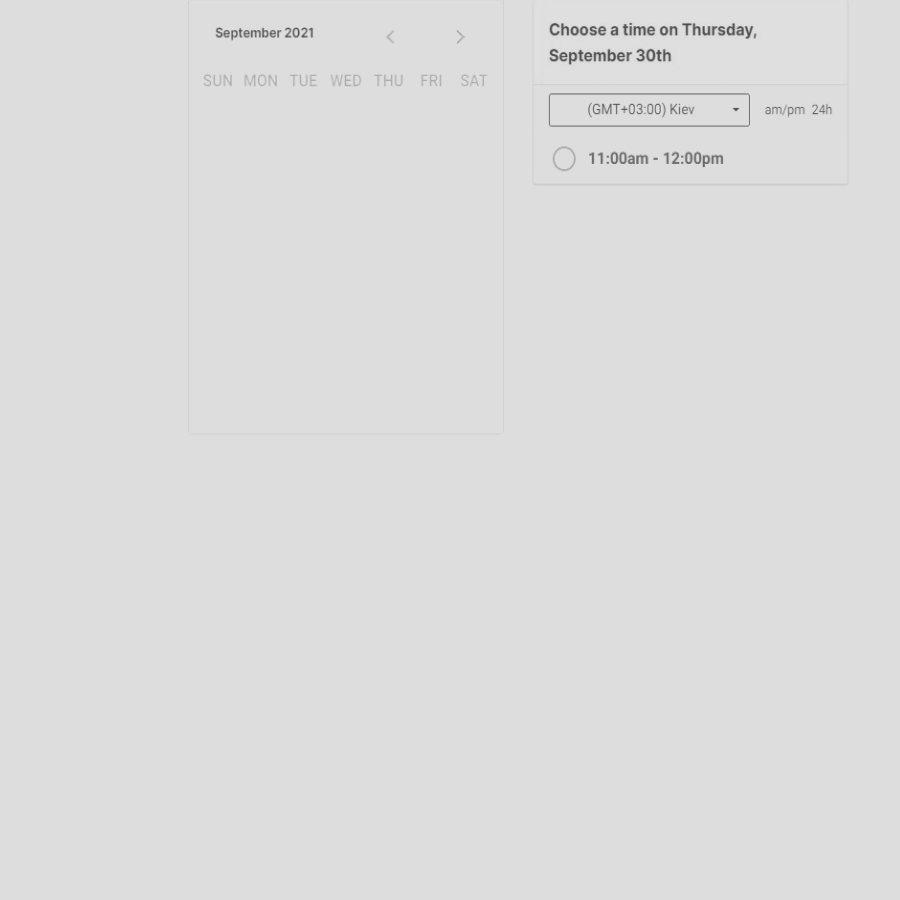 September 2021
SUN MON TUE WED THU FRI SAT
Choose a time on Thursday,
September 30th
(GMT+03:00) Kiev
am/pm 24h
11:00am - 12:00pm